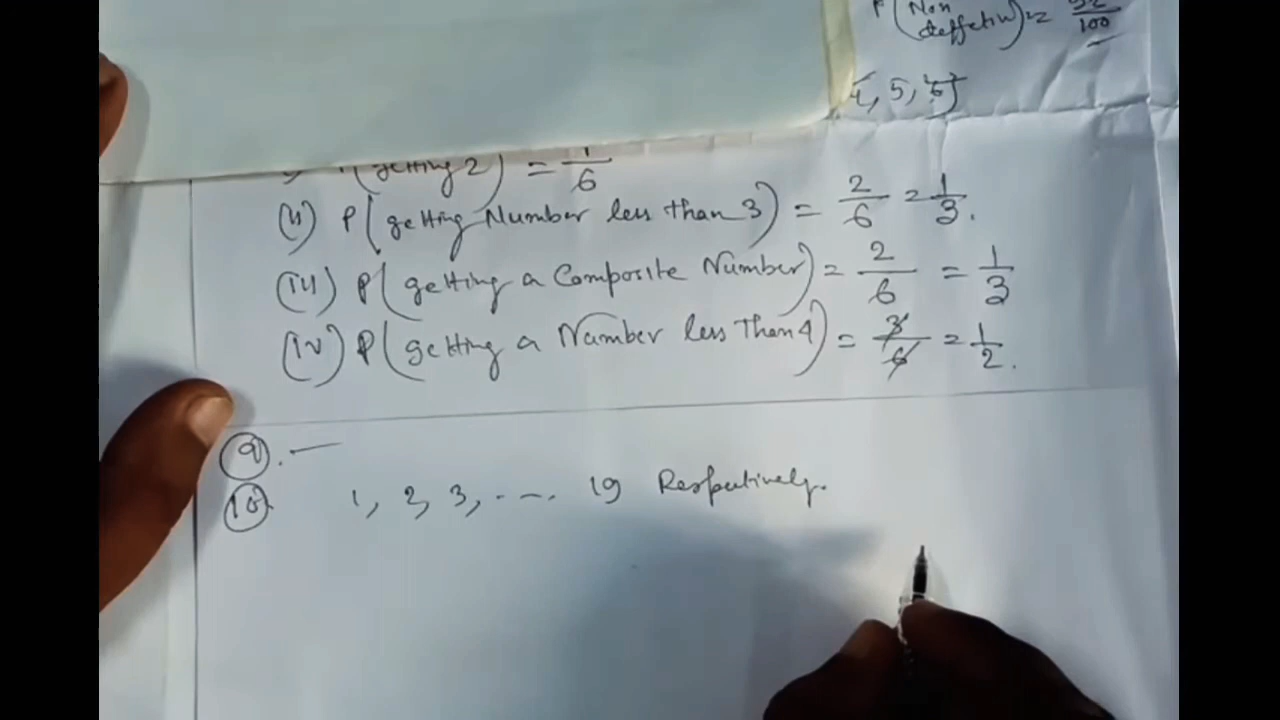 P(Non deffetiv) = /100
4, 5, 6}
(getting 2) = 1/6
(ii) P(getting Number less than 3) = 2/6 = 1/3.
(iii) P(getting a Composite Number) = 2/6 = 1/3
(iv) P(getting a Number less Than 4) = 3/6 = 1/2.
9. —
10 1, 2, 3, - - -. 19 Respectively.